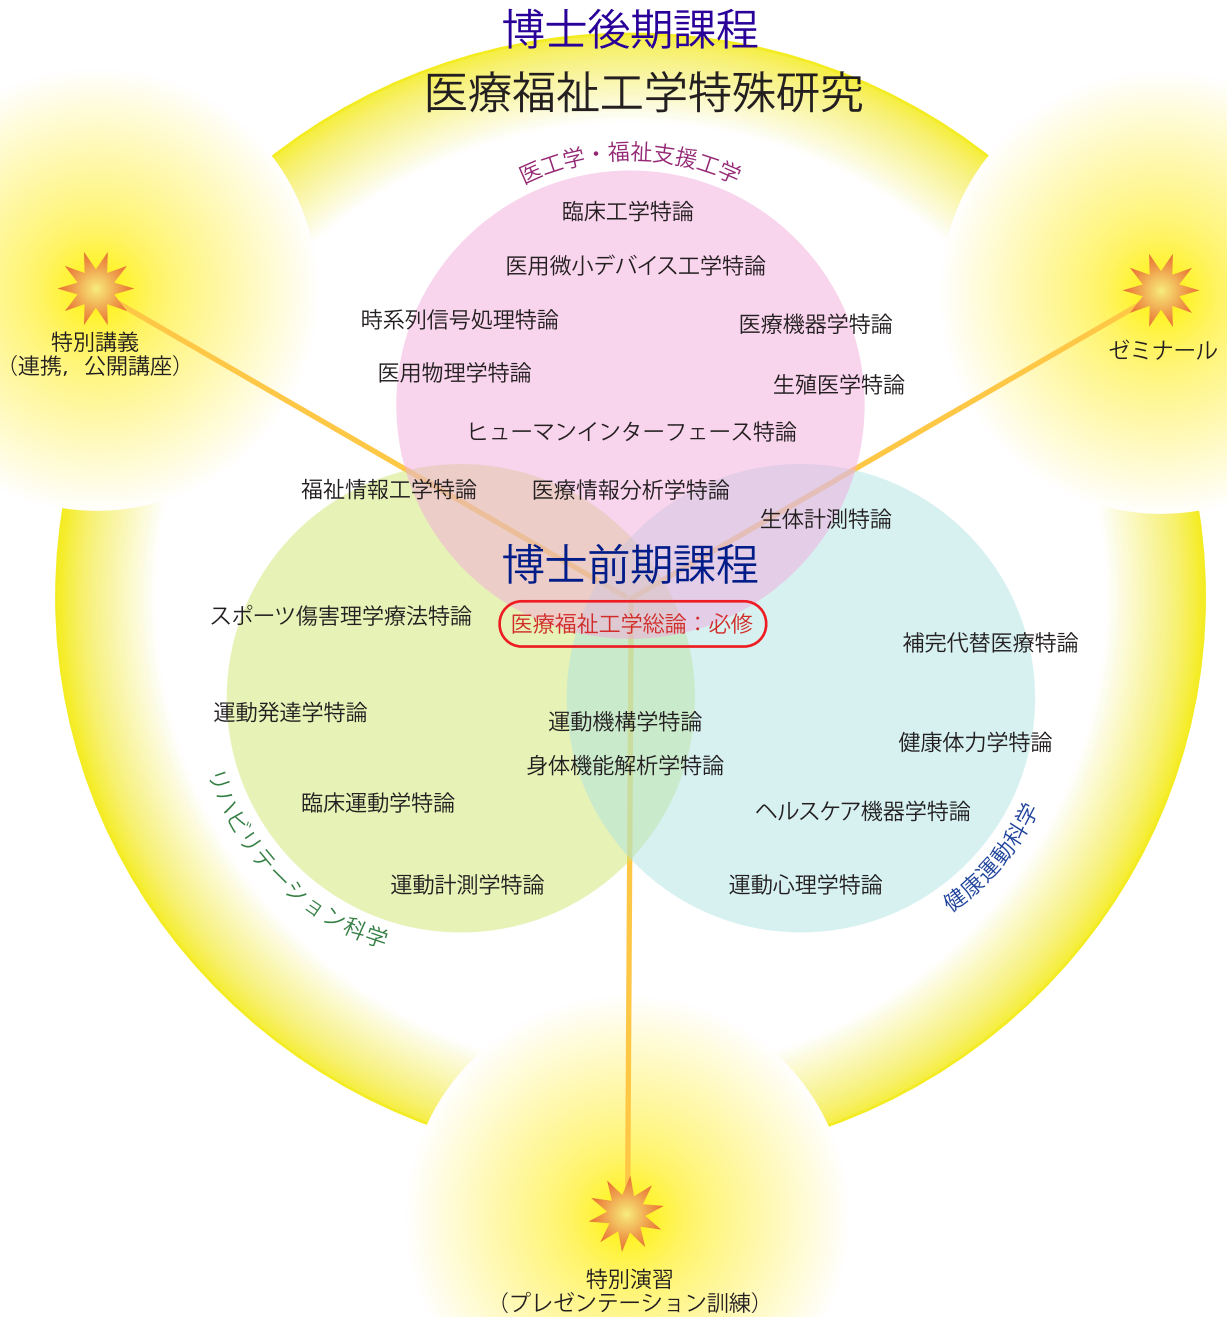 博士後期課程
医療福祉工学特殊研究
医工学・福祉支援工学
臨床工学特論
医用微小デバイス工学特論
時系列信号処理特論
医療機器学特論
特別講義
（連携，公開講座）
ゼミナール
医用物理学特論
生殖医学特論
ヒューマンインターフェース特論
福祉情報工学特論
医療情報分析学特論
生体計測特論
博士前期課程
医療福祉工学総論：必修
スポーツ傷害理学療法特論
補完代替医療特論
運動発達学特論
運動機構学特論
健康体力学特論
身体機能解析学特論
臨床運動学特論
ヘルスケア機器学特論
リハビリテーション科学
健康運動科学
運動計測学特論
運動心理学特論
特別演習
（プレゼンテーション訓練）